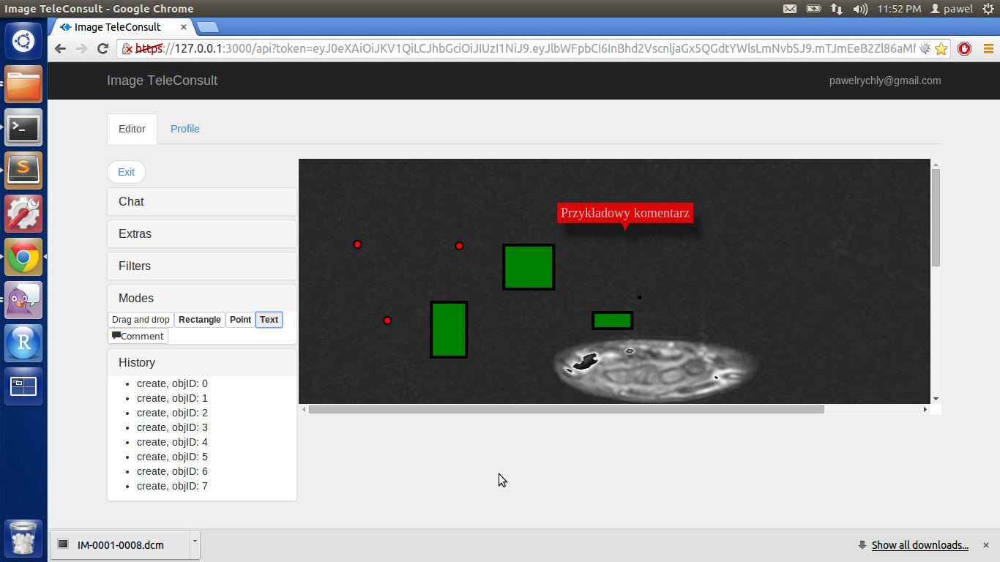 Image TeleConsult - Google Chrome
11:52 PM pawel
Image TeleConsult
https://127.0.0.1:3000/api?token=eyJ0eXAiOiJKV1QiLCJhbGciOiJIUzI1NiJ9.eyJlbWFpbCI6InBhd2VscnljaGx5QGdtYWlsLmNvbSJ9.mTJmEeB2Zl86aMf
Image TeleConsult
pawelrychly@gmail.com
Editor
Profile
Exit
Chat
Extras
Filters
Modes
Drag and drop Rectangle Point Text
Comment
History
create, objID: 0
create, objID: 1
create, objID: 2
create, objID: 3
create, objID: 4
create, objID: 5
create, objID: 6
create, objID: 7
Przykładowy komentarz
IM-0001-0008.dcm
Show all downloads...